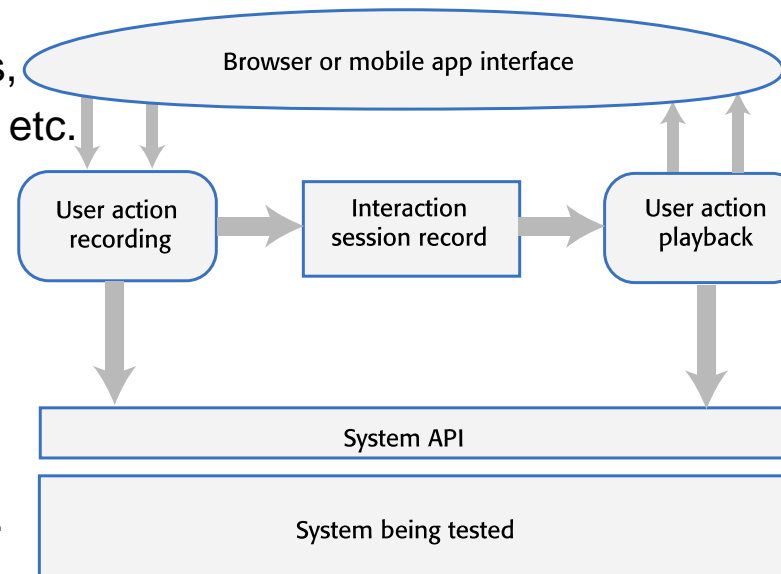 s,
Browser or mobile app interface
etc.
User action
recording
Interaction
session record
User action
playback
System API
System being tested